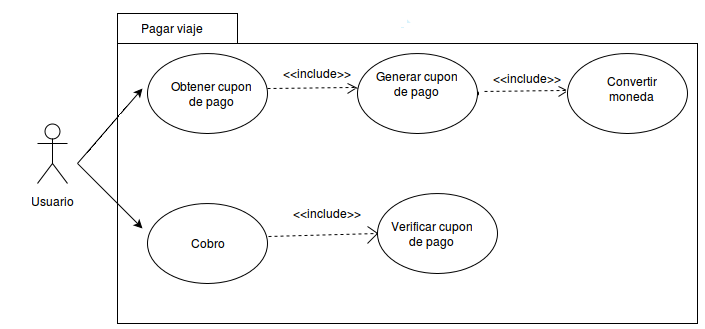 Pagar viaje
Obtener cupon
de pago
<<include>>
Generar cupon
de pago
<<include>>
Convertir
moneda
Usuario
Cobro
<<include>>
Verificar cupon
de pago